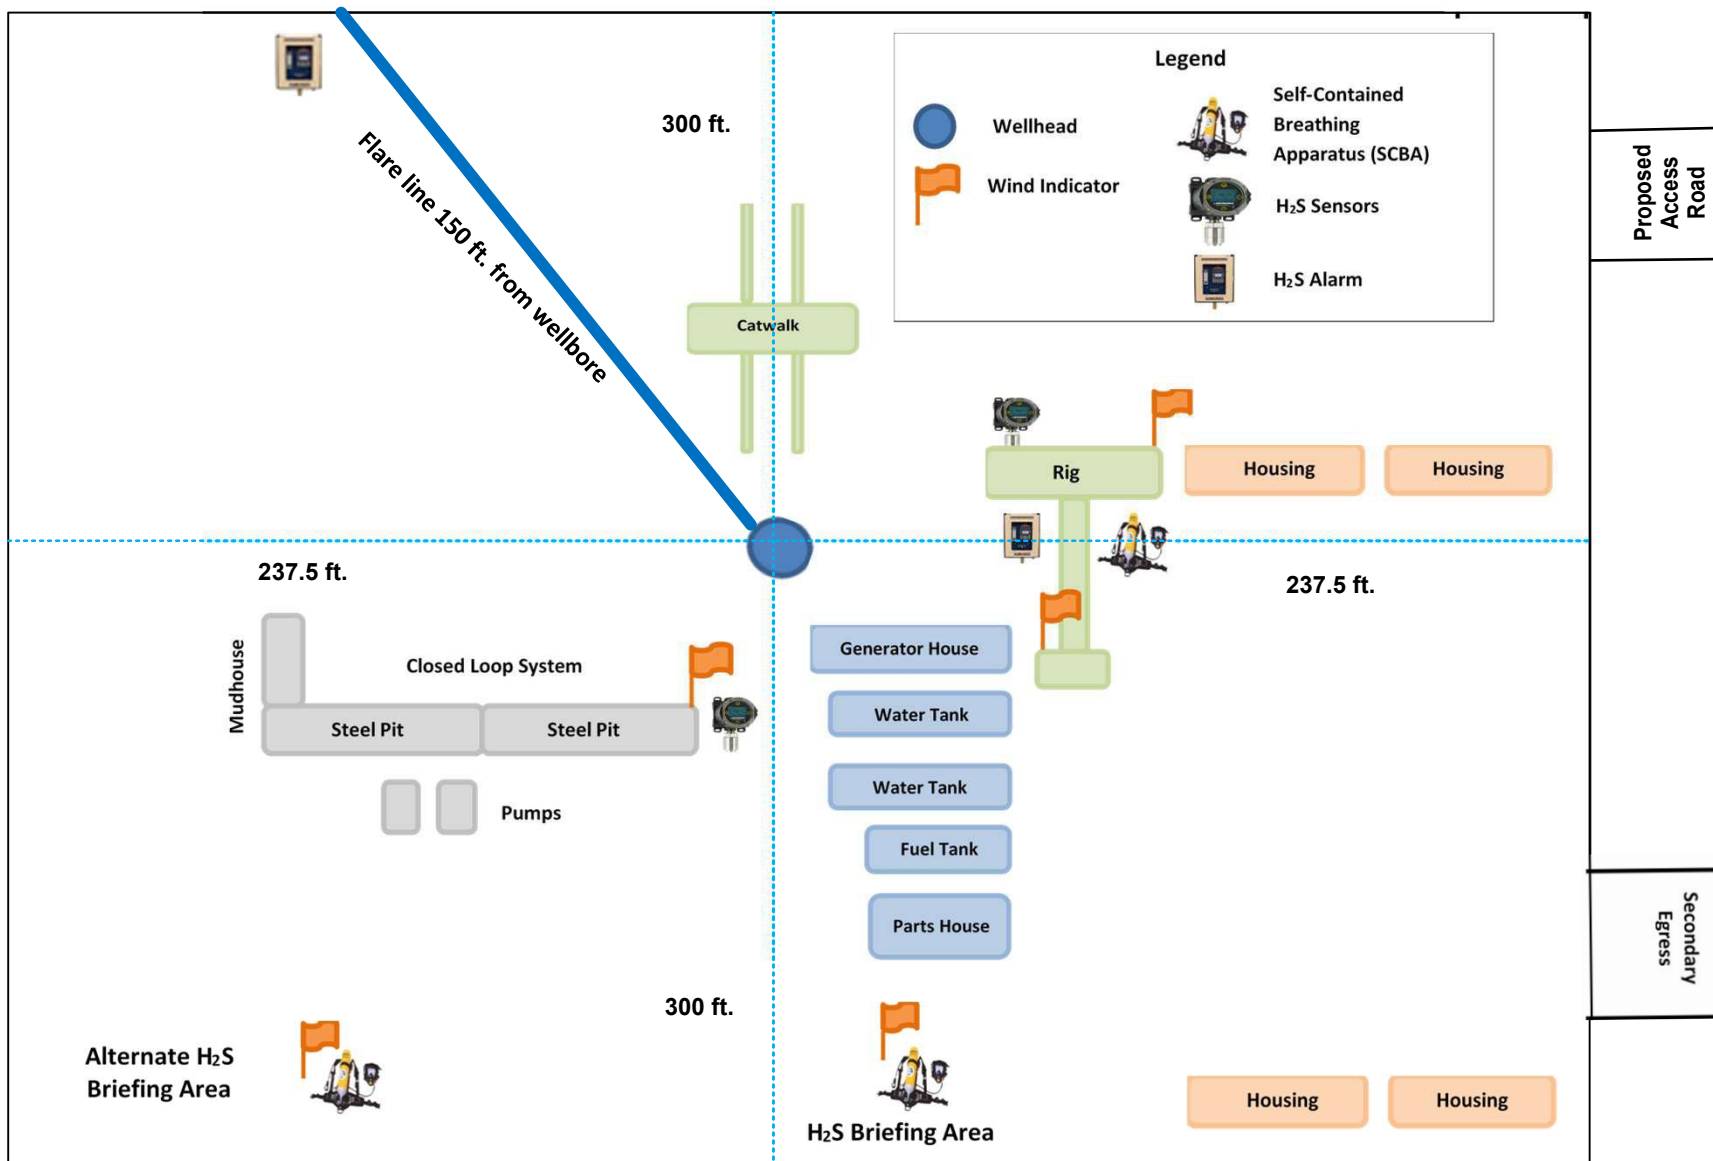 Legend
Wellhead
Wind Indicator
Self-Contained
Breathing
Apparatus (SCBA)
H₂S Sensors
H₂S Alarm
300 ft.
Flare line 150 ft. from wellbore
Proposed
Access
Road
Catwalk
Rig
Housing
Housing
237.5 ft.
237.5 ft.
Mudhouse
Closed Loop System
Steel Pit
Steel Pit
Pumps
Generator House
Water Tank
Water Tank
Fuel Tank
Parts House
Secondary
Egress
300 ft.
Alternate H₂S
Briefing Area
H₂S Briefing Area
Housing
Housing